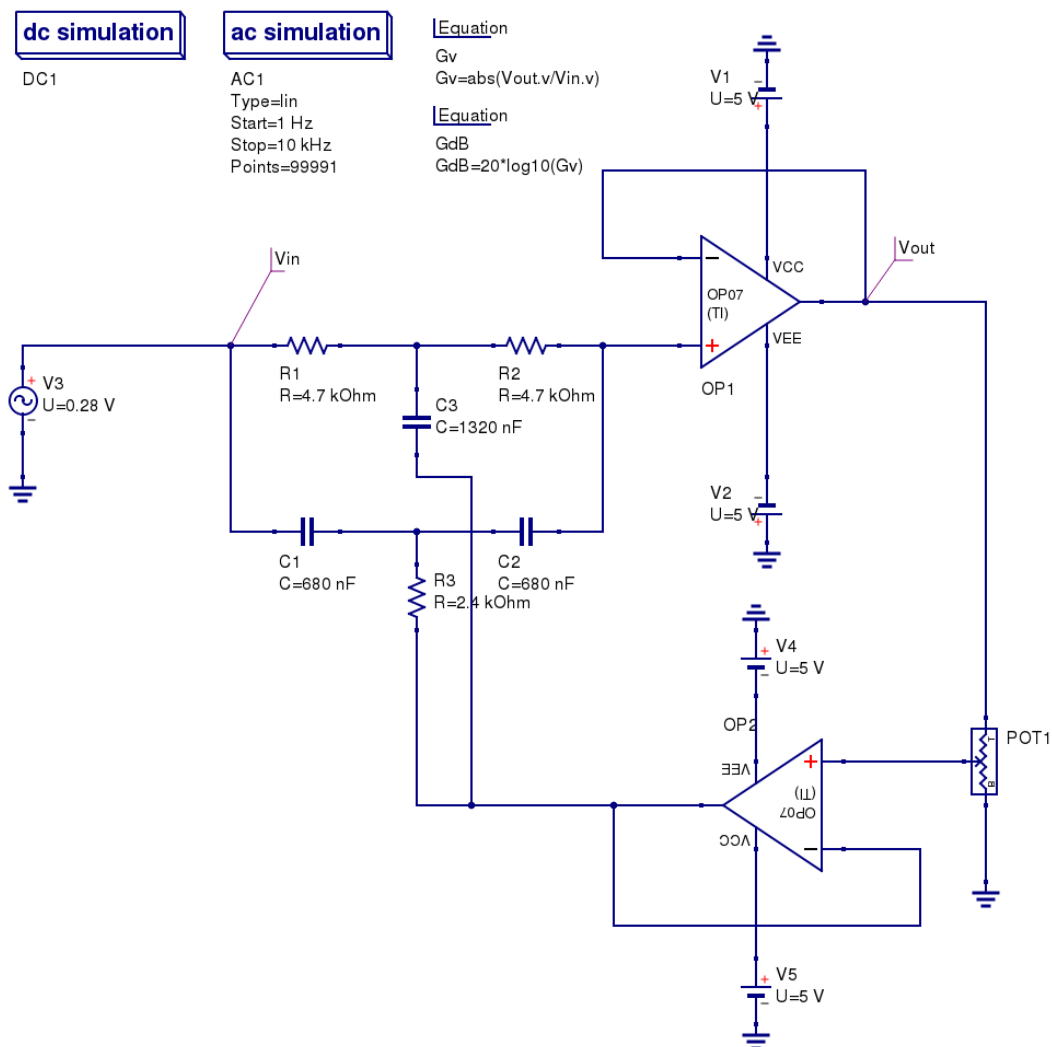 dc simulation
DC1
ac simulation
AC1
Type=lin
Start=1 Hz
Stop=10 kHz
Points=99991
Equation
Gv
Gv=abs(Vout.v/Vin.v)
Equation
GdB
GdB=20*log10(Gv)
V1
U=5 V
Vin
Vout
VCC
OP07
(TI)
VEE
OP1
V3
U=0.28 V
R1
R=4.7 kOhm
R2
R=4.7 kOhm
C3
C=1320 nF
V2
U=5 V
C1
C=680 nF
C2
C=680 nF
R3
R=2.4 kOhm
V4
U=5 V
OP2
VEE
OP07
(TI)
VCC
T
B
POT1
V5
U=5 V